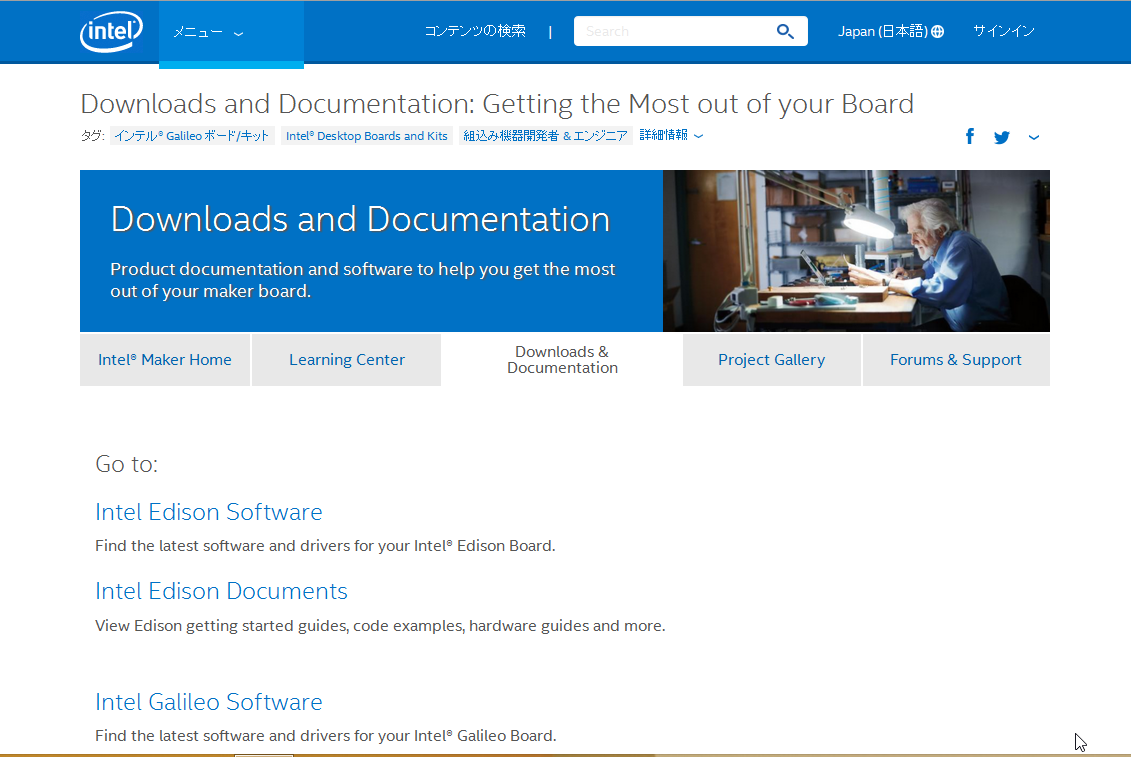 intel
メニュー
コンテンツの検索 | Search Japan (日本語) サインイン
Downloads and Documentation: Getting the Most out of your Board
タグ: インテル® Galileo ボード/キット Intel® Desktop Boards and Kits 組込み機器開発者 & エンジニア 詳細情報
Downloads and Documentation
Product documentation and software to help you get the most
out of your maker board.
Intel® Maker Home Learning Center Downloads &
Documentation Project Gallery Forums & Support
Go to:
Intel Edison Software
Find the latest software and drivers for your Intel® Edison Board.
Intel Edison Documents
View Edison getting started guides, code examples, hardware guides and more.
Intel Galileo Software
Find the latest software and drivers for your Intel® Galileo Board.